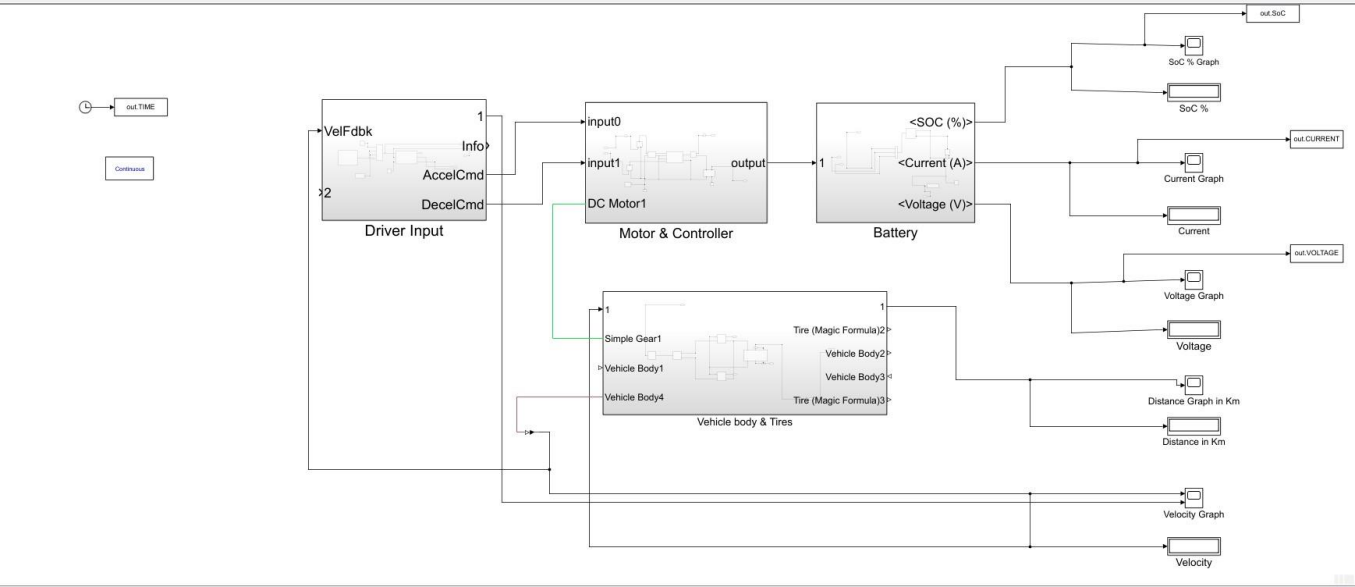 out.SoC
SoC % Graph
SoC %
out.TIME
Continuous
VelFdbk
2
1
Info
AccelCmd
DecelCmd
Driver Input
input0
input1
DC Motor1
output
Motor & Controller
1
<SOC (%)>
<Current (A)>
<Voltage (V)>
Battery
out.CURRENT
Current Graph
Current
out.VOLTAGE
Voltage Graph
Voltage
1
Simple Gear1
Vehicle Body1
Vehicle Body4
1
Tire (Magic Formula)2
Vehicle Body2
Vehicle Body3
Tire (Magic Formula)3
Vehicle body & Tires
Distance Graph in Km
Distance in Km
Velocity Graph
Velocity